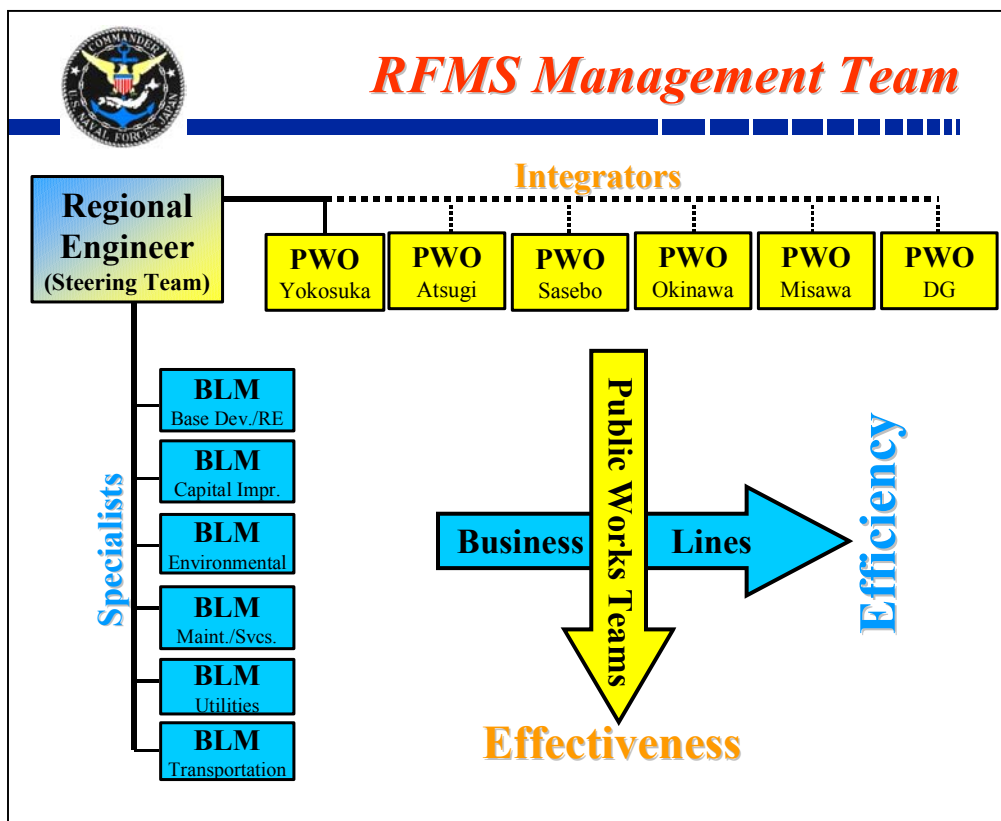 COMMANDER
U.S. NAVAL FORCES, JAPAN
RFMS Management Team
Integrators
Regional
Engineer
(Steering Team)
PWO
Yokosuka
PWO
Atsugi
PWO
Sasebo
PWO
Okinawa
PWO
Misawa
PWO
DG
Specialists
BLM
Base Dev./RE
BLM
Capital Impr.
BLM
Environmental
BLM
Maint./Svcs.
BLM
Utilities
BLM
Transportation
Public Works Teams
Business Lines
Efficiency
Effectiveness